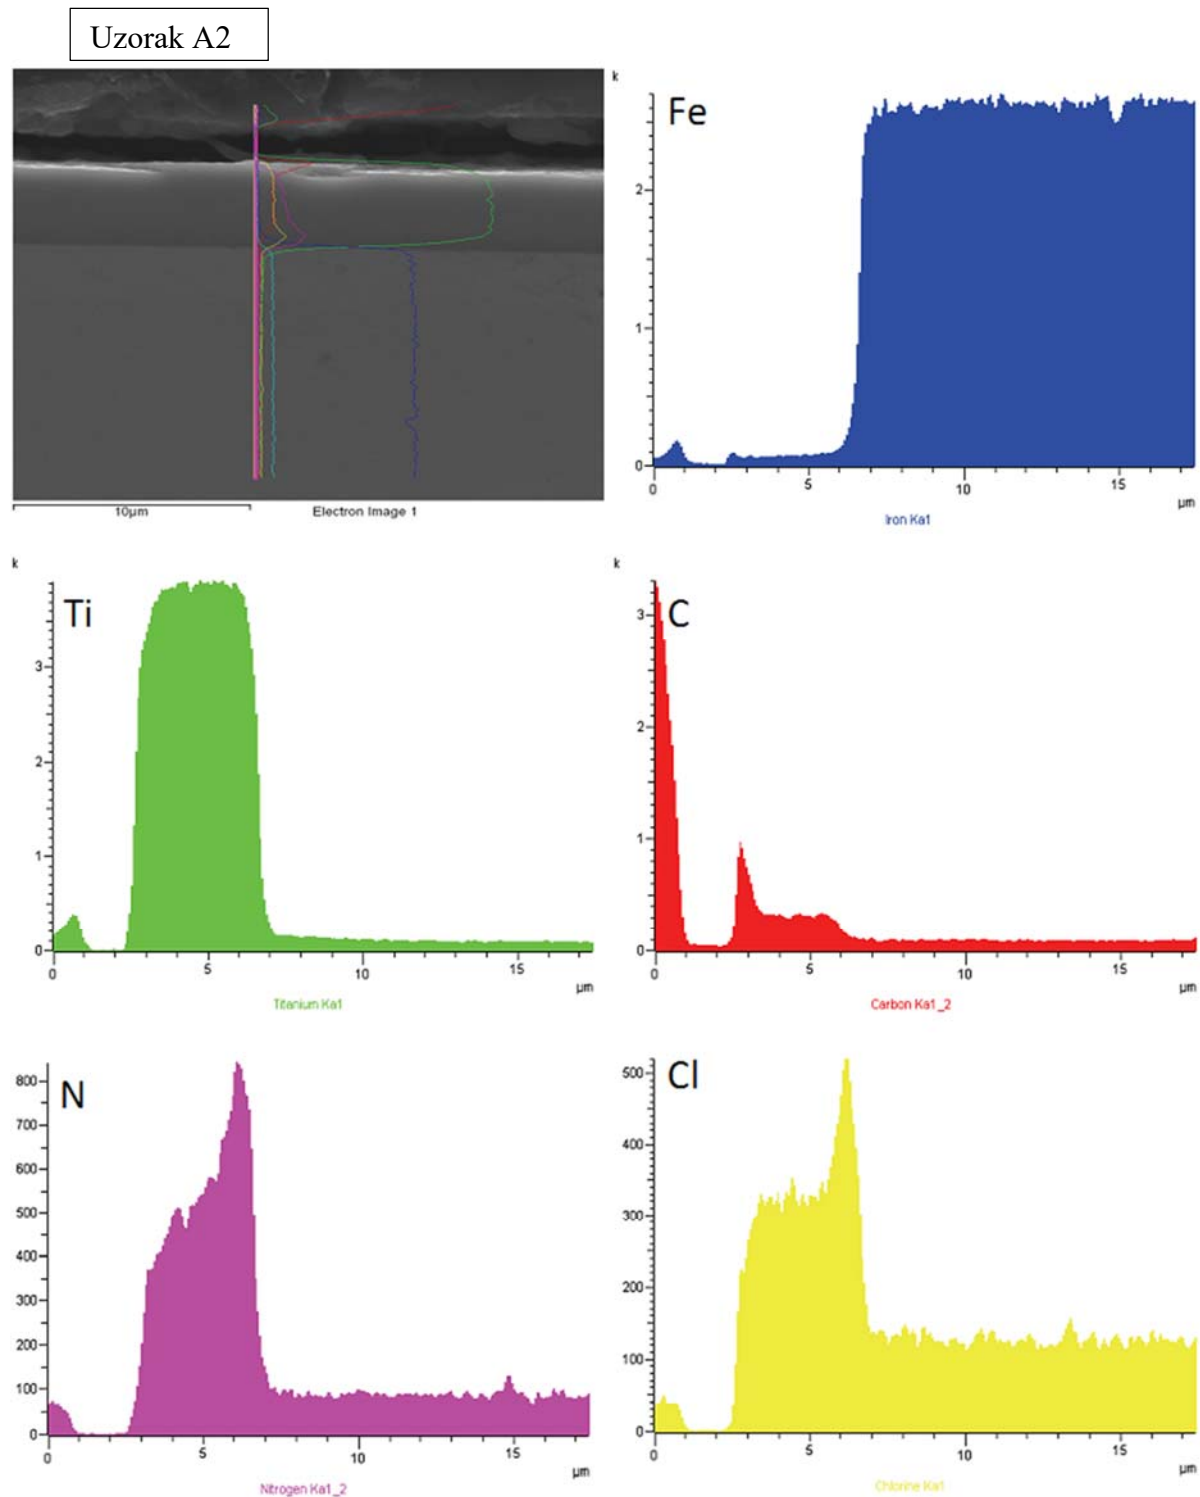 Uzorak A2
10µm
Electron Image 1
k
Fe
2
1
0
0 5 10 15
µm
Iron Ka1
k
Ti
3
2
1
0
0 5 10 15
µm
Titanium Ka1
k
C
3
2
1
0
0 5 10 15
µm
Carbon Ka1_2
N
800
700
600
500
400
300
200
100
0
0 5 10 15
µm
Nitrogen Ka1_2
Cl
500
400
300
200
100
0
0 5 10 15
µm
Chlorine Ka1